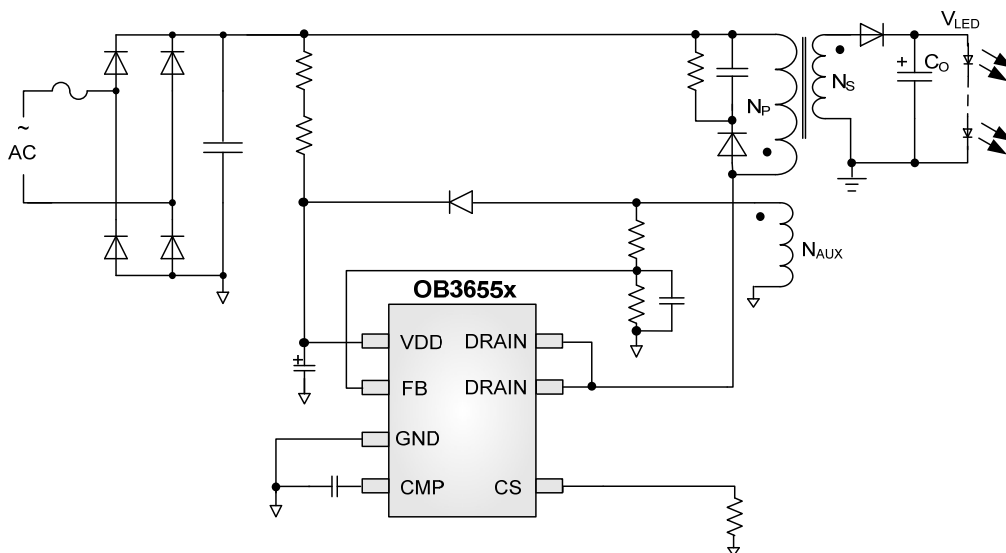 V_LED
C_O
+
N_S
N_P
~
AC
N_AUX
OB3655x
VDD
DRAIN
+
FB
DRAIN
GND
CMP
CS